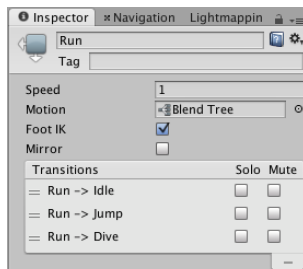 Inspector Navigation Lightmappin
Run
Tag
Speed 1
Motion Blend Tree
Foot IK
Mirror
Transitions Solo Mute
= Run -> Idle
= Run -> Jump
= Run -> Dive